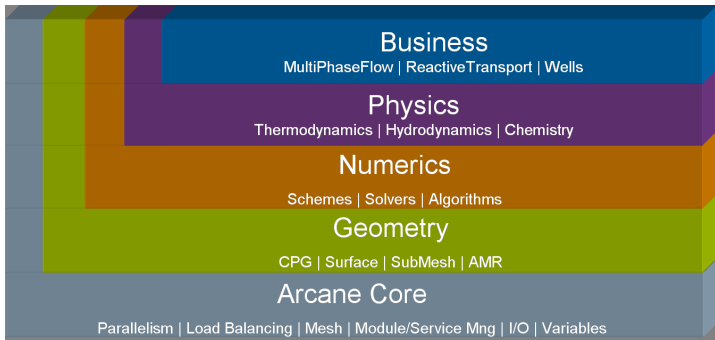 Business
MultiPhaseFlow | ReactiveTransport | Wells
Physics
Thermodynamics | Hydrodynamics | Chemistry
Numerics
Schemes | Solvers | Algorithms
Geometry
CPG | Surface | SubMesh | AMR
Arcane Core
Parallelism | Load Balancing | Mesh | Module/Service Mng | I/O | Variables